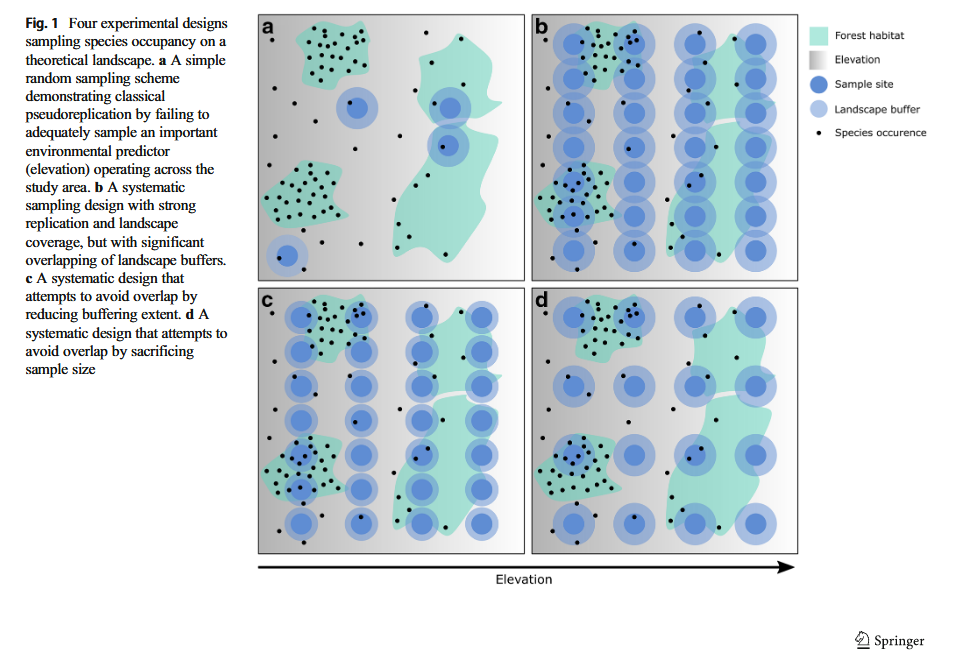 Fig. 1 Four experimental designs
sampling species occupancy on a
theoretical landscape. a A simple
random sampling scheme
demonstrating classical
pseudoreplication by failing to
adequately sample an important
environmental predictor
(elevation) operating across the
study area. b A systematic
sampling design with strong
replication and landscape
coverage, but with significant
overlapping of landscape buffers.
c A systematic design that
attempts to avoid overlap by
reducing buffering extent. d A
systematic design that attempts to
avoid overlap by sacrificing
sample size
a
b
c
d
Forest habitat
Elevation
Sample site
Landscape buffer
Species occurence
Elevation
Springer